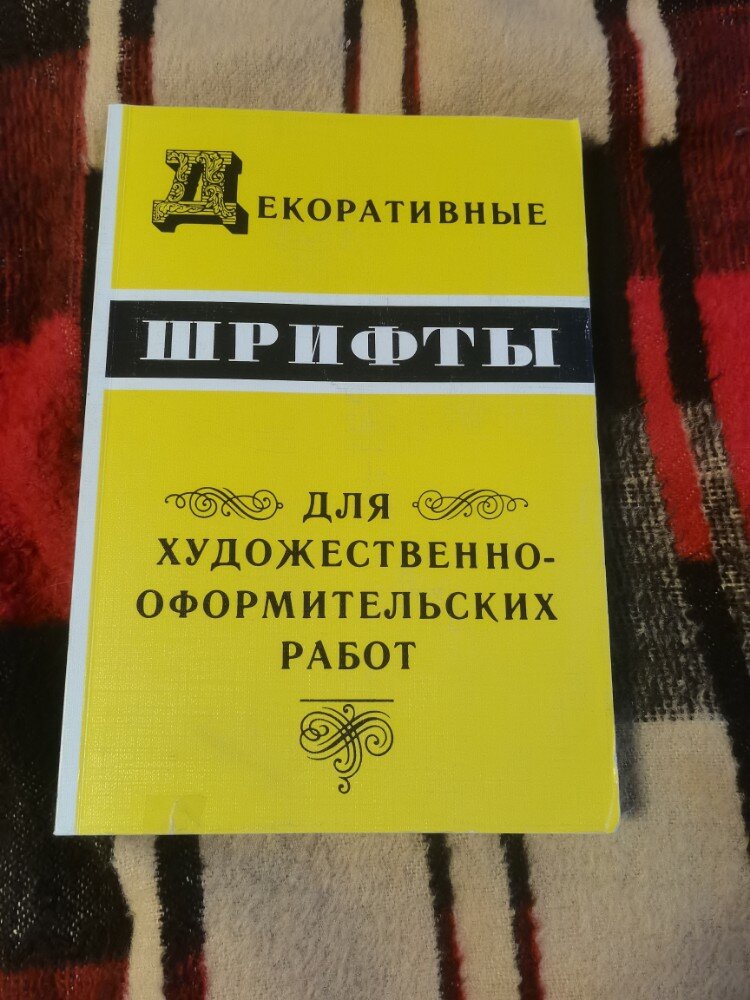 ДЕКОРАТИВНЫЕ
ШРИФТЫ
ДЛЯ
ХУДОЖЕСТВЕННО-
ОФОРМИТЕЛЬСКИХ
РАБОТ